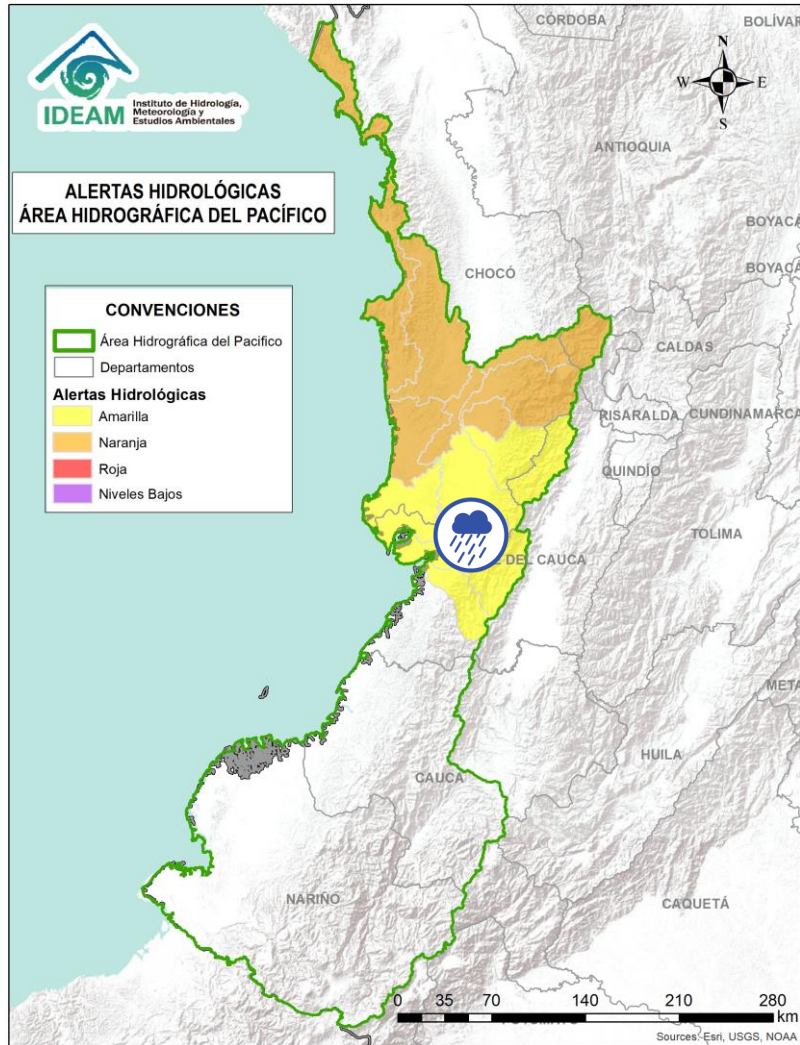 IDEAM
Instituto de Hidrología,
Meteorología y
Estudios Ambientales
ALERTAS HIDROLÓGICAS
ÁREA HIDROGRÁFICA DEL PACÍFICO
CONVENCIONES
Área Hidrográfica del Pacifico
Departamentos
Alertas Hidrológicas
Amarilla
Naranja
Roja
Niveles Bajos
N
W E
S
CÓRDOBA
BOLÍVAR
ANTIOQUIA
BOYACÁ
BOYACÁ
CHOCÓ
CALDAS
RISARALDA
CUNDINAMARCA
QUINDÍO
TOLIMA
DEL CAUCA
META
HUILA
CAUCA
NARIÑO
CAQUETÁ
0 35 70 140 210 280
km
Sources: Esri, USGS, NOAA